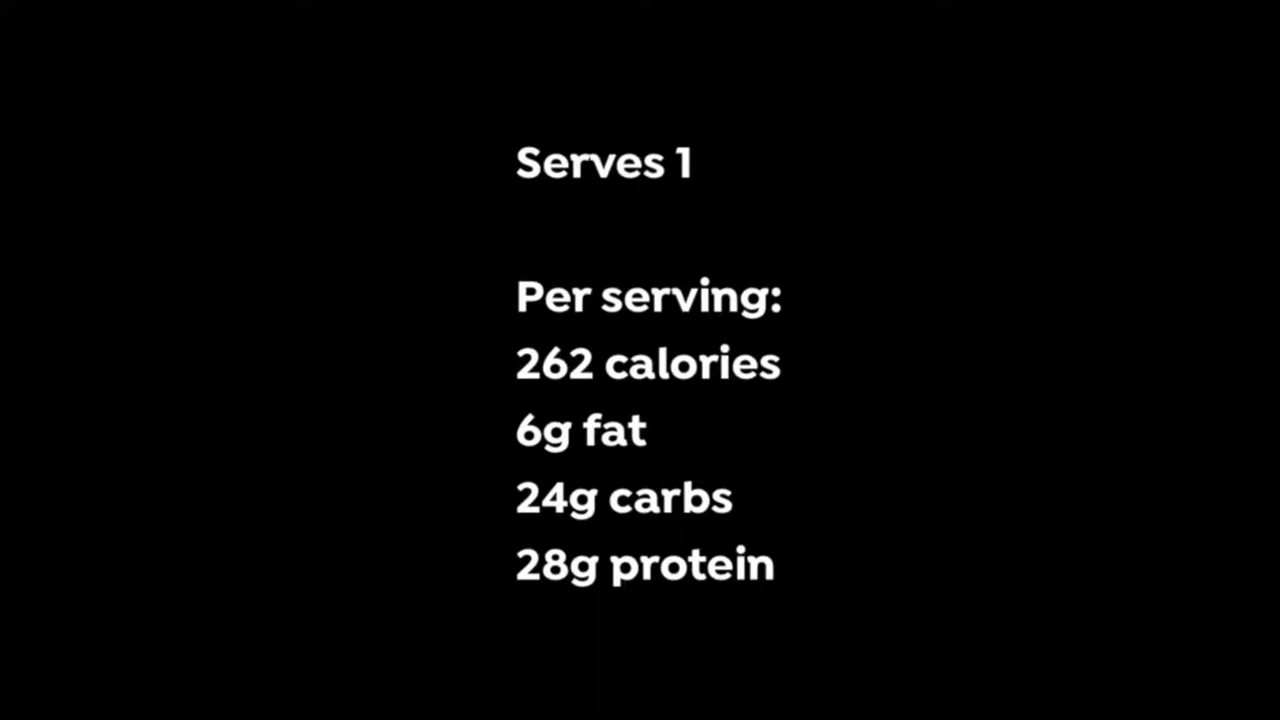 Serves 1
Per serving:
262 calories
6g fat
24g carbs
28g protein